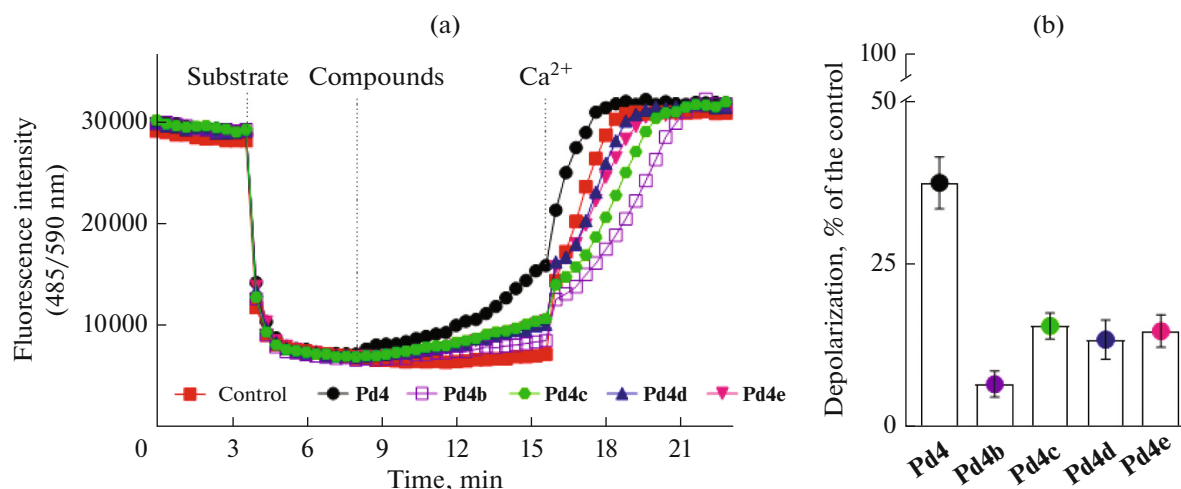 (a)
Substrate Compounds Ca²⁺
Fluorescence intensity
(485/590 nm)
30000
20000
10000
Control Pd4 Pd4b Pd4c Pd4d Pd4e
0 3 6 9 12 15 18 21
Time, min
(b)
Depolarization, % of the control
100
50
25
0
Pd4 Pd4b Pd4c Pd4d Pd4e